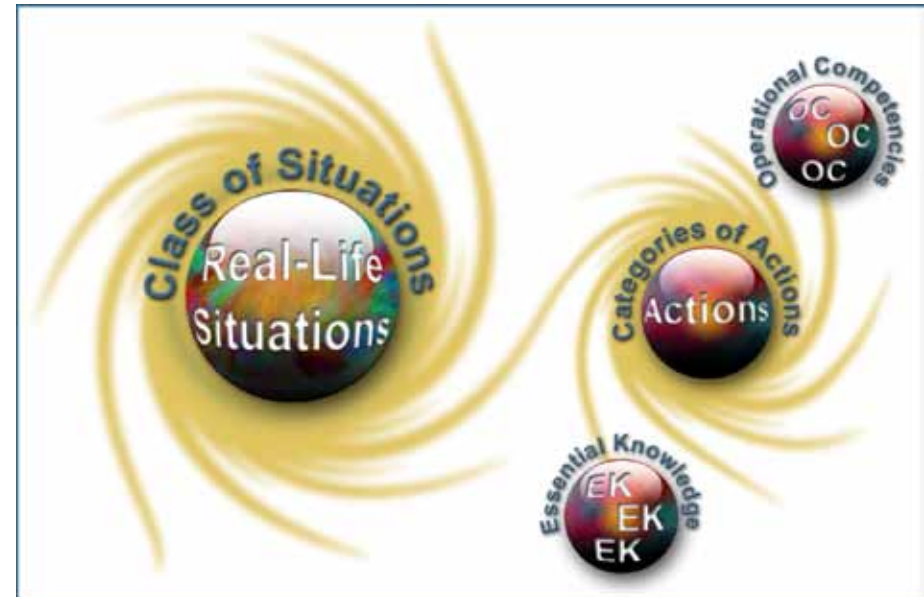 Class of Situations
Real-Life
Situations
Operational Competencies
OC
OC
OC
Categories of Actions
Actions
Essential Knowledge
EK
EK
EK